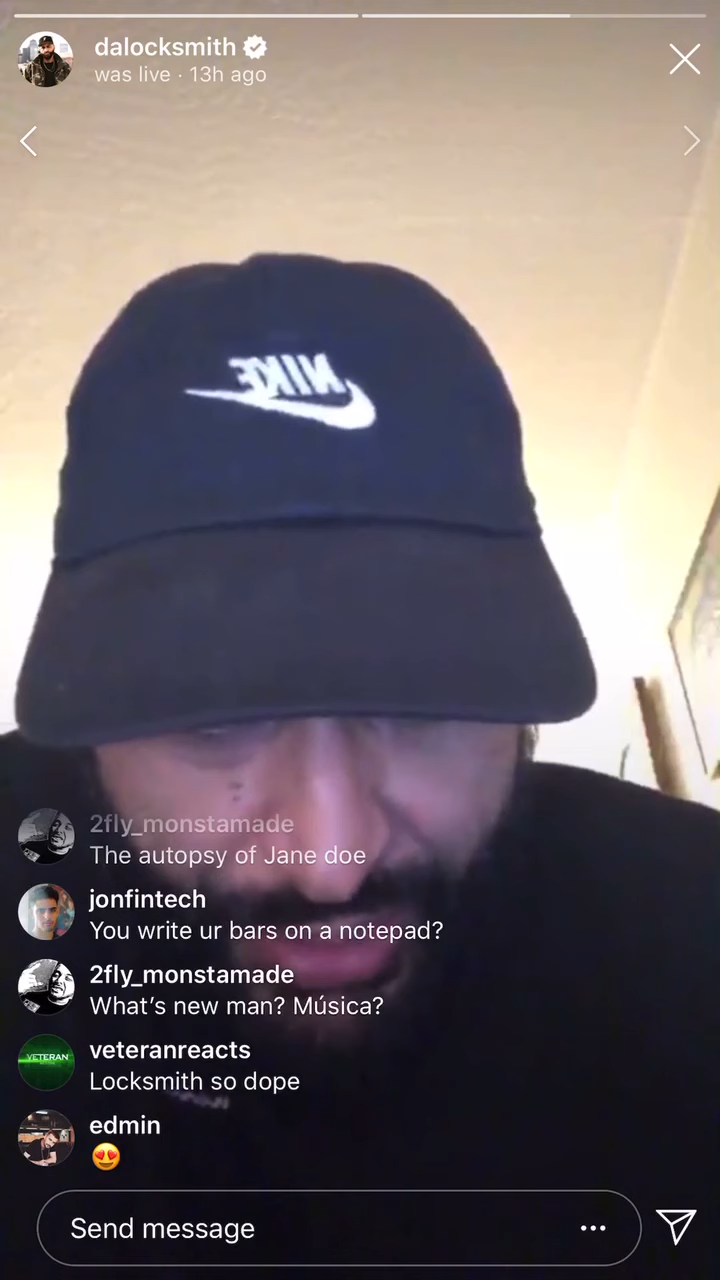 dalocksmith
was live · 13h ago
NIKE
2fly_monstamade
The autopsy of Jane doe
jonfintech
You write ur bars on a notepad?
2fly_monstamade
What's new man? Música?
veteranreacts
VETERAN
Locksmith so dope
edmin
😍
Send message